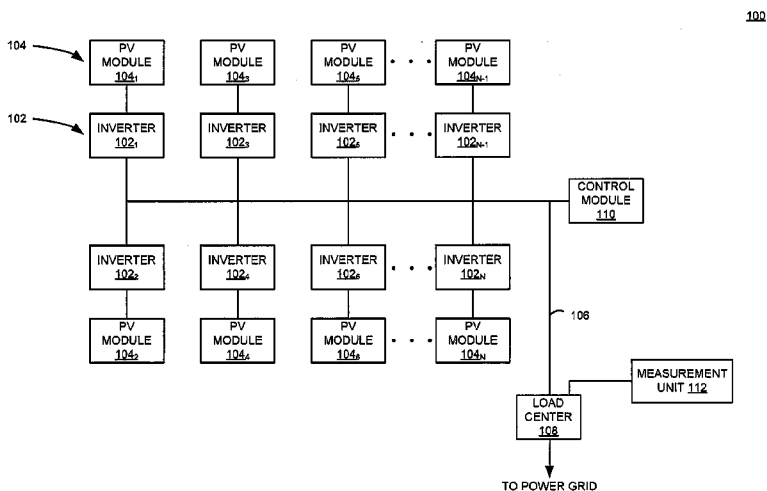 100
104
PV MODULE 104₁
PV MODULE 104₃
PV MODULE 104₅
PV MODULE 104N-1
102
INVERTER 102₁
INVERTER 102₃
INVERTER 102₅
INVERTER 102N-1
CONTROL MODULE 110
INVERTER 102₂
INVERTER 102₄
INVERTER 102₆
INVERTER 102N
PV MODULE 104₂
PV MODULE 104₄
PV MODULE 104₆
PV MODULE 104N
106
MEASUREMENT UNIT 112
LOAD CENTER 108
TO POWER GRID